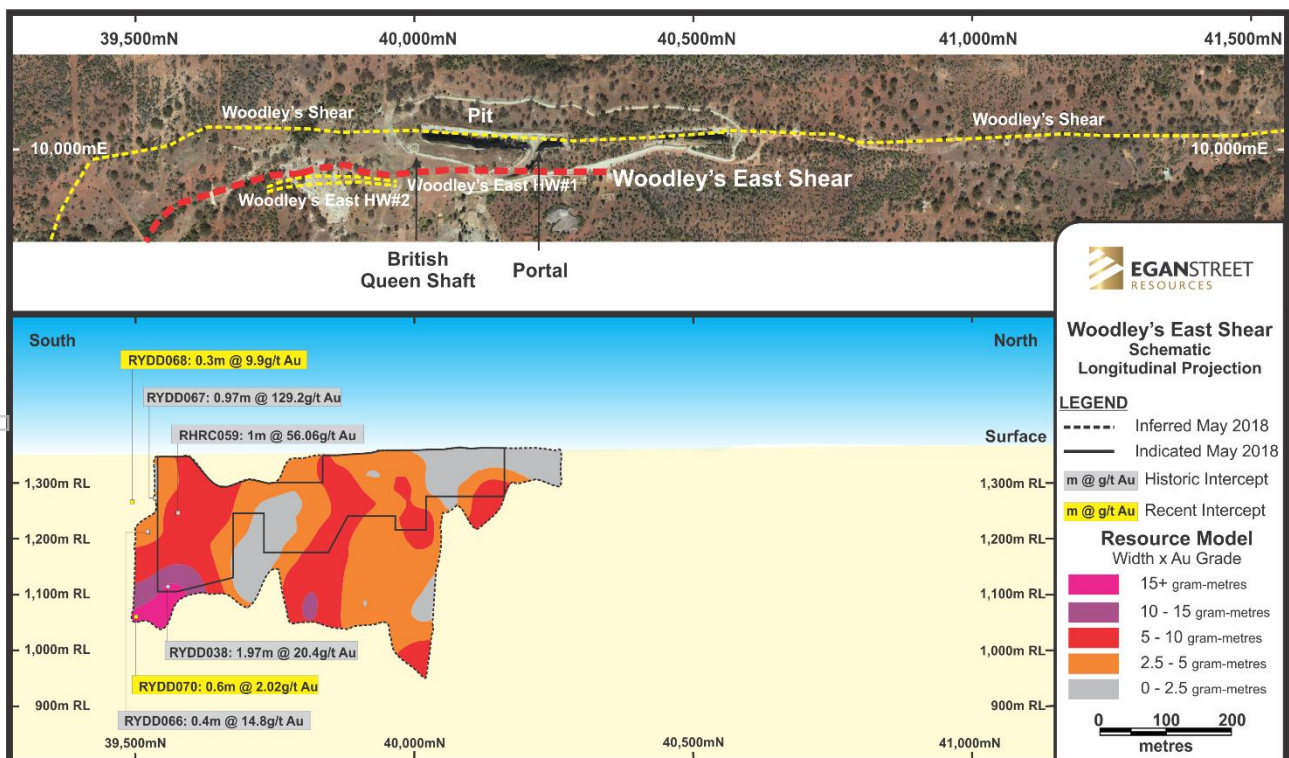 39,500mN 40,000mN 40,500mN 41,000mN 41,500mN
Woodley's Shear
Pit
Woodley's Shear
10,000mE
10,000mE
Woodley's East HW#1
Woodley's East Shear
Woodley's East HW#2
British
Queen Shaft
Portal
EGANSTREET
RESOURCES
Woodley's East Shear
Schematic
Longitudinal Projection
LEGEND
Inferred May 2018
Indicated May 2018
m @ g/t Au Historic Intercept
m @ g/t Au Recent Intercept
Resource Model
Width x Au Grade
15+ gram-metres
10 - 15 gram-metres
5 - 10 gram-metres
2.5 - 5 gram-metres
0 - 2.5 gram-metres
0 100 200
metres
South
North
RYDD068: 0.3m @ 9.9g/t Au
RYDD067: 0.97m @ 129.2g/t Au
RHRC059: 1m @ 56.06g/t Au
Surface
1,300m RL
1,300m RL
1,200m RL
1,200m RL
1,100m RL
1,100m RL
1,000m RL
1,000m RL
900m RL
900m RL
RYDD038: 1.97m @ 20.4g/t Au
RYDD070: 0.6m @ 2.02g/t Au
RYDD066: 0.4m @ 14.8g/t Au
39,500mN 40,000mN 40,500mN 41,000mN